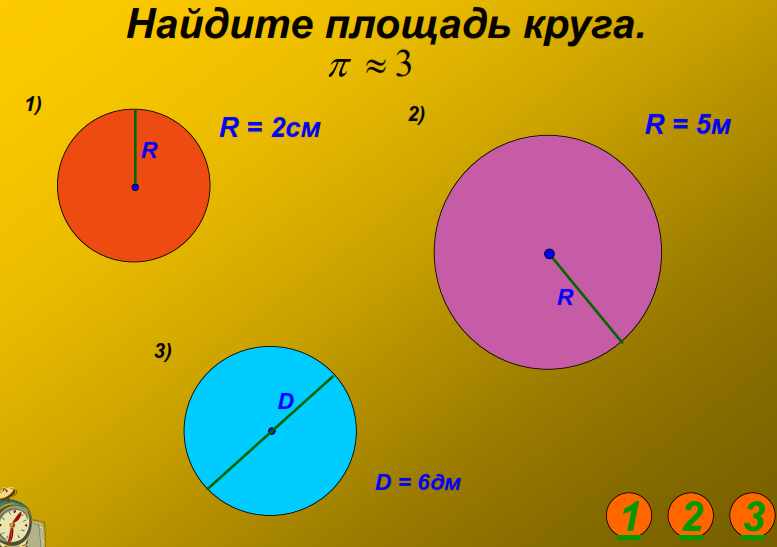 Найдите площадь круга.
π ≈ 3
1)
R = 2см
R
2)
R = 5м
R
3)
D
D = 6дм
1 2 3